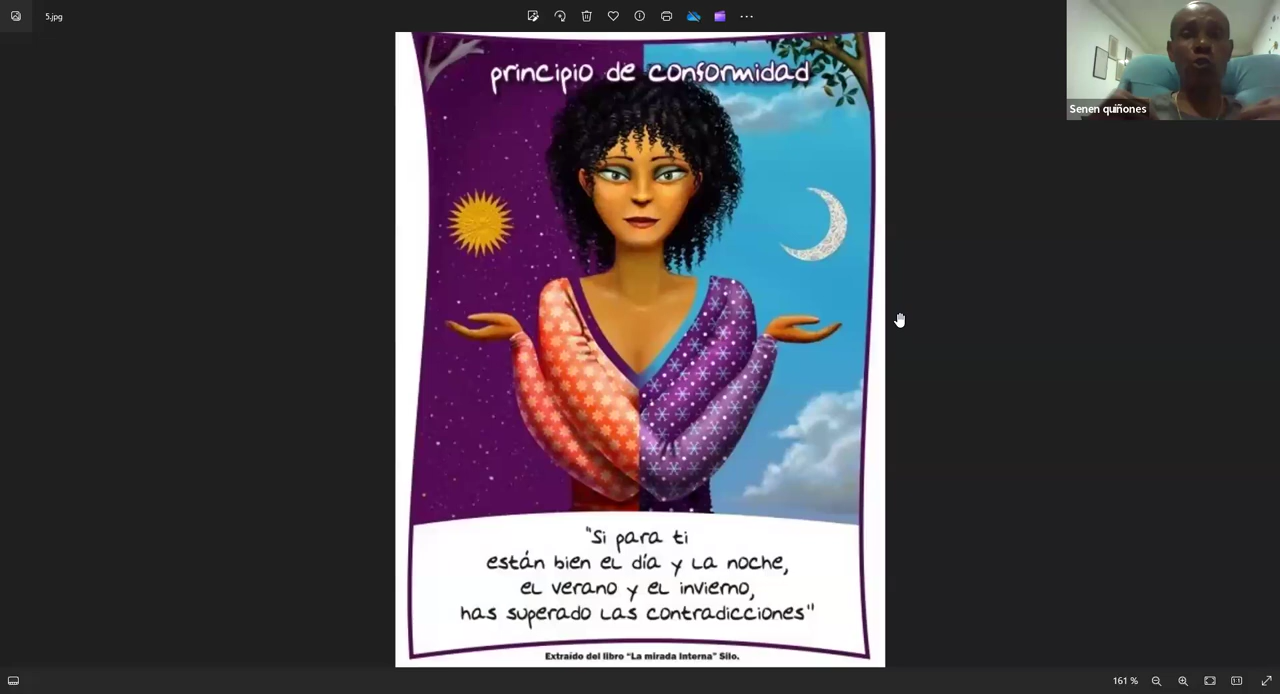 5.jpg
principio de conformidad
Senen quiñones
"Si para ti
están bien el día y la noche,
el verano y el invierno,
has superado las contradicciones"
Extraído del libro "La mirada Interna" Silo.
161 %